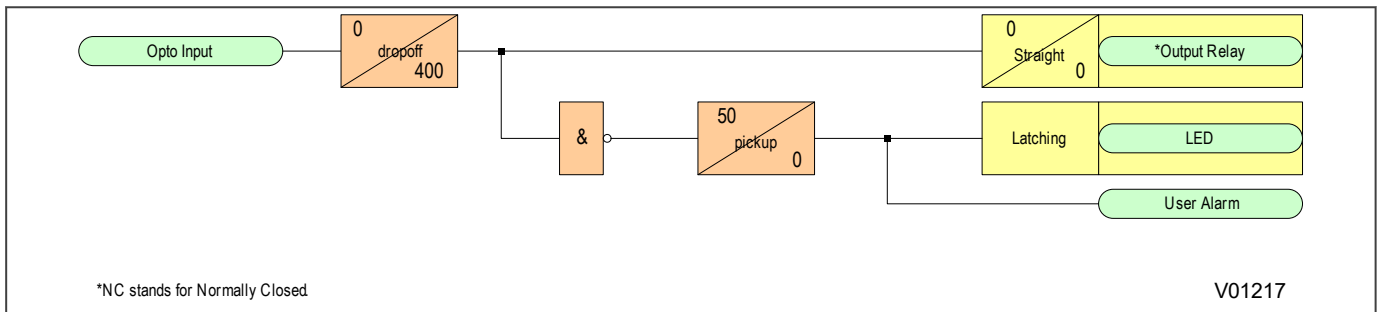 Opto Input
0
dropoff
400
0
Straight
0
*Output Relay
&
50
pickup
0
Latching
LED
User Alarm
*NC stands for Normally Closed.
V01217